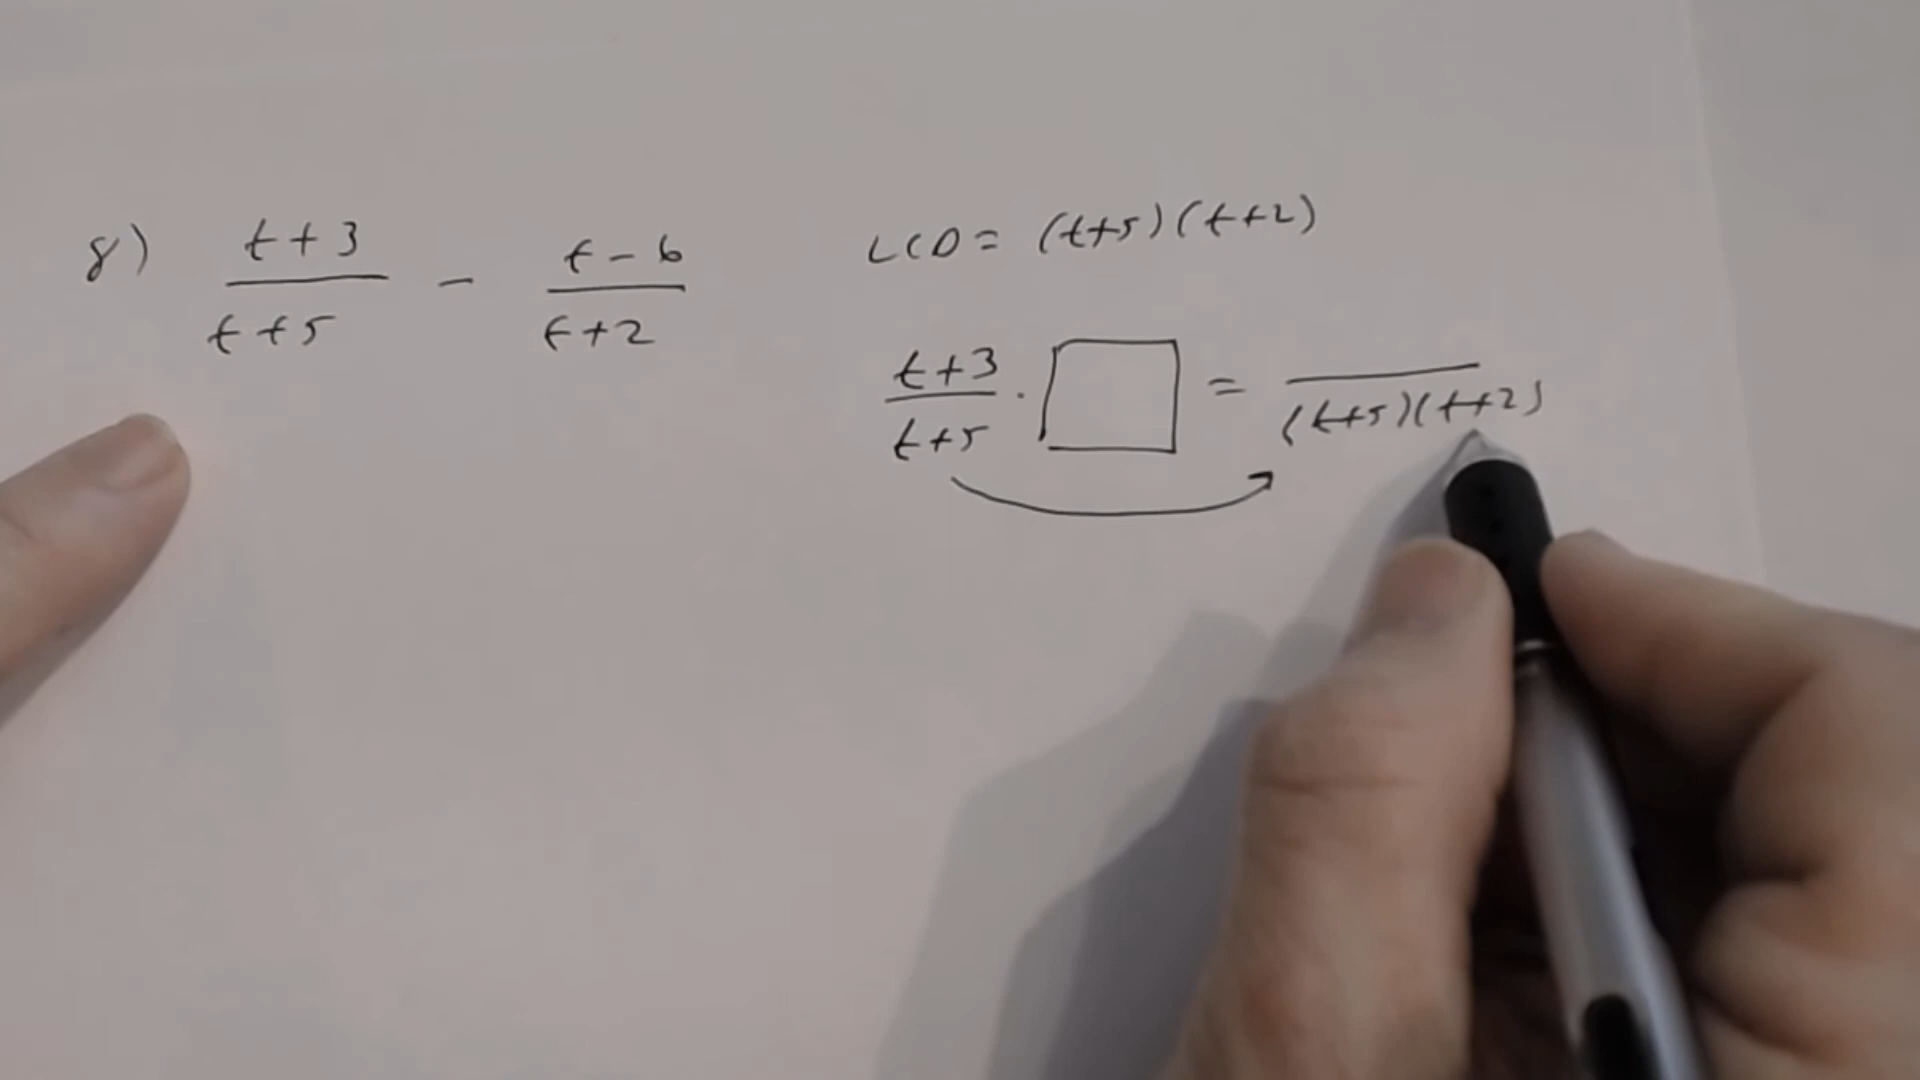 8) t+3/t+5 - t-6/t+2
LCD = (t+5)(t+2)
t+3/t+5 · □ = /(t+5)(t+2)